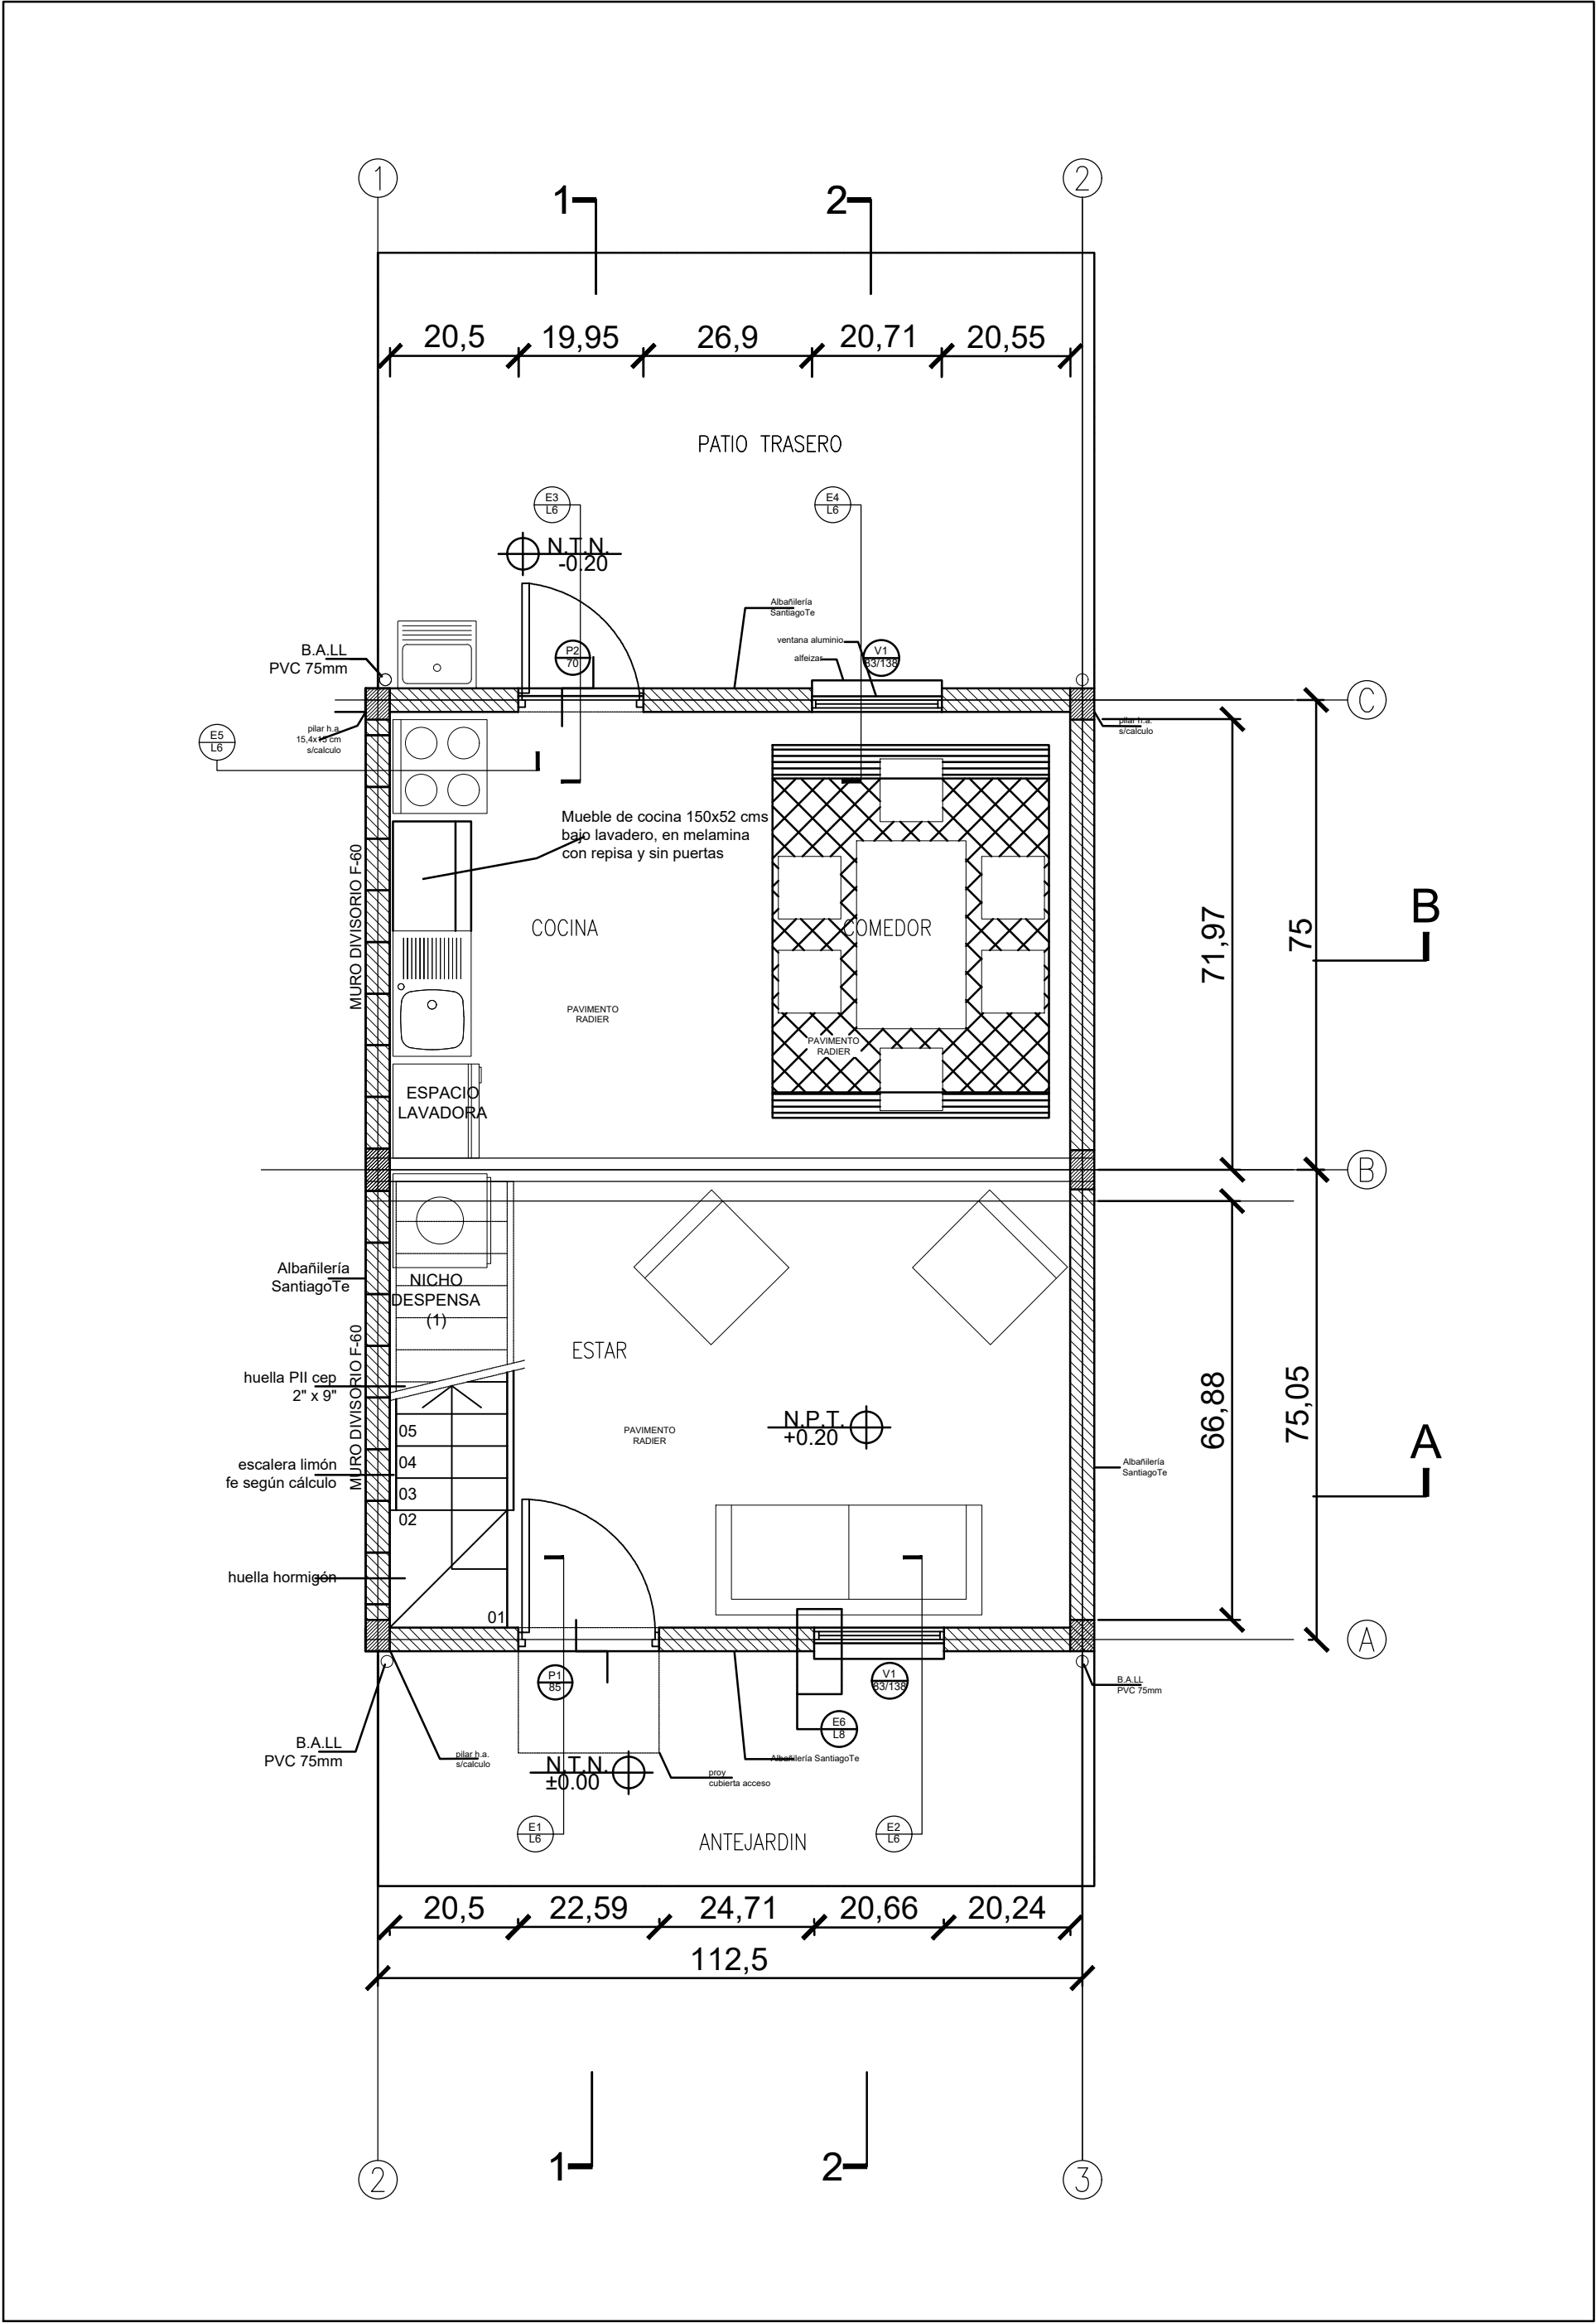 1
2
1
2
20,5
19,95
26,9
20,71
20,55
PATIO TRASERO
E3
L6
E4
L6
N.T.N.
-0.20
Albañilería
SantiagoTe
ventana aluminio
alfeizar
P2
70
V1
83/138
B.A.LL
PVC 75mm
C
pilar h.a.
15,4x15 cm
s/calculo
pilar h.a.
s/calculo
E5
L6
Mueble de cocina 150x52 cms
bajo lavadero, en melamina
con repisa y sin puertas
MURO DIVISORIO F-60
COCINA
COMEDOR
71,97
75
B
PAVIMENTO
RADIER
PAVIMENTO
RADIER
ESPACIO
LAVADORA
B
Albañilería
SantiagoTe
NICHO
DESPENSA
(1)
ESTAR
huella PII cep
2" x 9"
MURO DIVISORIO F-60
N.P.T.
+0.20
PAVIMENTO
RADIER
66,88
75,05
A
05
04
03
02
01
escalera limón
fe según cálculo
Albañilería
SantiagoTe
huella hormigón
A
P1
85
V1
83/138
B.A.LL
PVC 75mm
E6
L8
B.A.LL
PVC 75mm
pilar h.a.
s/calculo
Albañilería SantiagoTe
N.T.N.
±0.00
proy
cubierta acceso
E1
L6
E2
L6
ANTEJARDIN
20,5
22,59
24,71
20,66
20,24
112,5
1
2
2
3